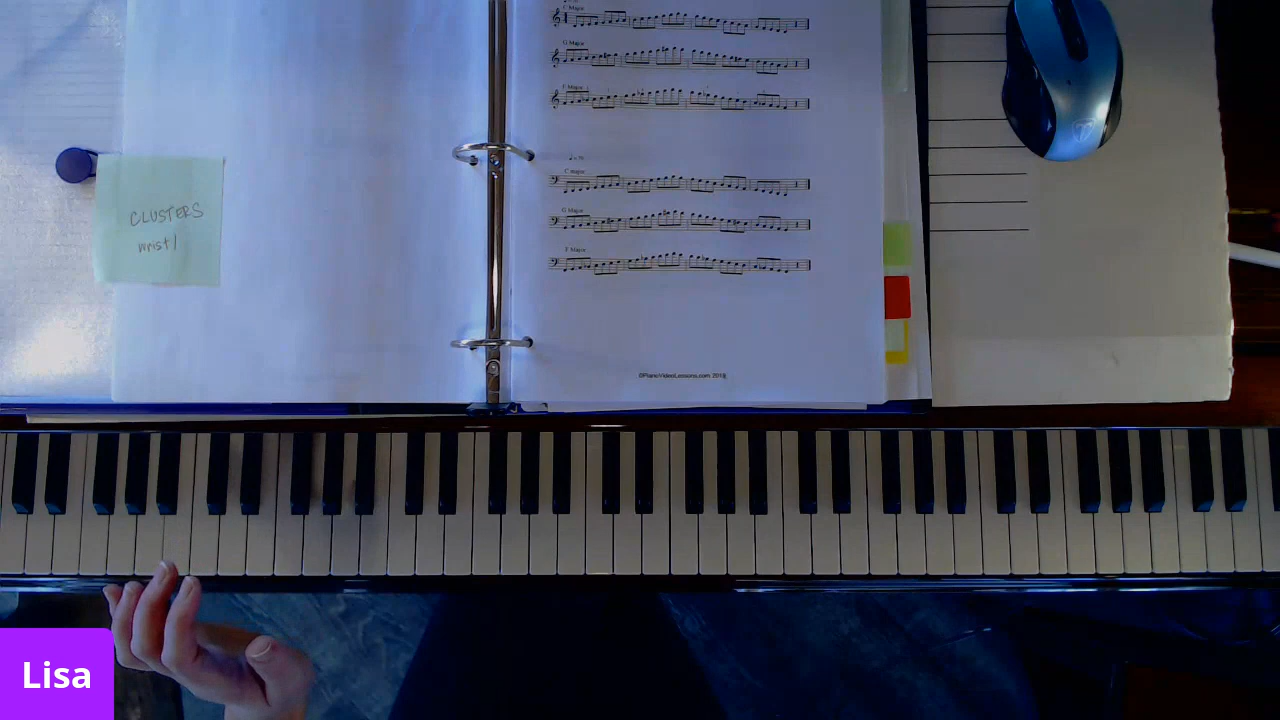 C Major
G Major
F Major
CLUSTERS
wrist/
C Major
G Major
F Major
©PianoVideoLessons.com 2019
Lisa